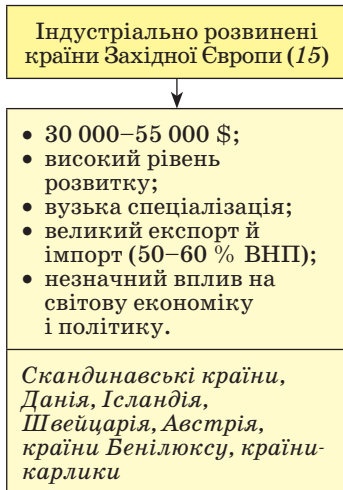 Індустріально розвинені
країни Західної Європи (15)
• 30 000–55 000 $;
• високий рівень
розвитку;
• вузька спеціалізація;
• великий експорт й
імпорт (50–60 % ВНП);
• незначний вплив на
світову економіку
і політику.
Скандинавські країни,
Данія, Ісландія,
Швейцарія, Австрія,
країни Бенілюксу, країни-
карлики